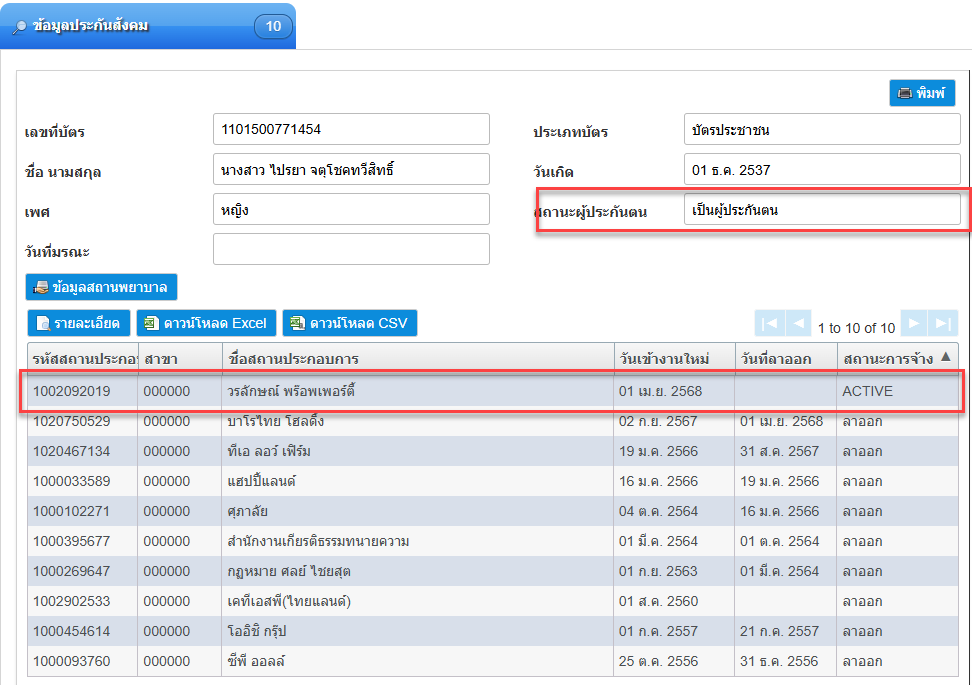 ข้อมูลประกันสังคม 10
พิมพ์
เลขที่บัตร 1101500771454 ประเภทบัตร บัตรประชาชน
ชื่อ นามสกุล นางสาว ไปรยา จตุโชคทวีสิทธิ์ วันเกิด 01 ธ.ค. 2537
เพศ หญิง สถานะผู้ประกันตน เป็นผู้ประกันตน
วันที่มรณะ
ข้อมูลสถานพยาบาล
รายละเอียด ดาวน์โหลด Excel ดาวน์โหลด CSV 1 to 10 of 10
รหัสสถานประกอ สาขา ชื่อสถานประกอบการ วันเข้างานใหม่ วันที่ลาออก สถานะการจ้าง ▲
1002092019 000000 วรลักษณ์ พร๊อพเพอร์ตี้ 01 เม.ย. 2568 ACTIVE
1020750529 000000 บาโรไทย โฮลดิ้ง 02 ก.ย. 2567 01 เม.ย. 2568 ลาออก
1020467134 000000 ทีเอ ลอว์ เฟิร์ม 19 ม.ค. 2566 31 ส.ค. 2567 ลาออก
1000033589 000000 แฮปปี้แลนด์ 16 ม.ค. 2566 19 ม.ค. 2566 ลาออก
1000102271 000000 ศุภาลัย 04 ต.ค. 2564 16 ม.ค. 2566 ลาออก
1000395677 000000 สำนักงานเกียรติธรรมทนายความ 01 มี.ค. 2564 01 ต.ค. 2564 ลาออก
1000269647 000000 กฏหมาย ศลย์ ไชยสุต 01 ก.ย. 2563 01 มี.ค. 2564 ลาออก
1002902533 000000 เคทีเอสพี(ไทยแลนด์) 01 ส.ค. 2560 ลาออก
1000454614 000000 โออิชิ กรุ๊ป 01 ก.ค. 2557 21 ก.ค. 2557 ลาออก
1000093760 000000 ซีพี ออลล์ 25 ต.ค. 2556 31 ธ.ค. 2556 ลาออก